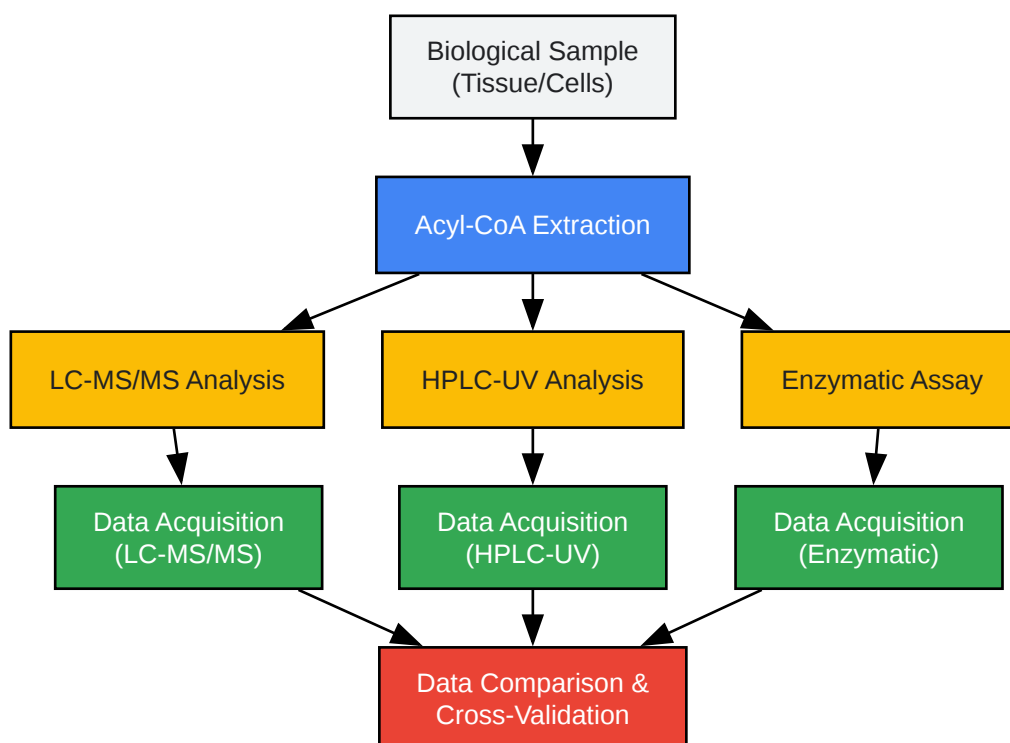 Biological Sample
(Tissue/Cells)
Acyl-CoA Extraction
LC-MS/MS Analysis
HPLC-UV Analysis
Enzymatic Assay
Data Acquisition
(LC-MS/MS)
Data Acquisition
(HPLC-UV)
Data Acquisition
(Enzymatic)
Data Comparison &
Cross-Validation